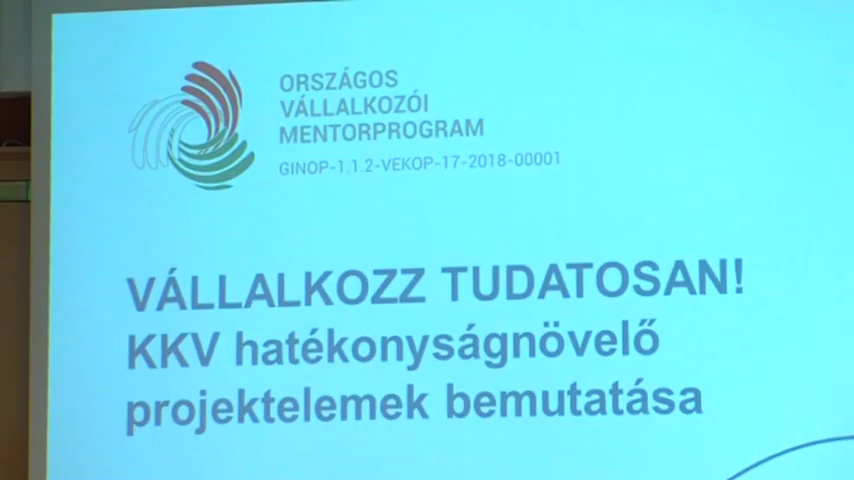 ORSZÁGOS
VÁLLALKOZÓI
MENTORPROGRAM
GINOP-1.1.2-VEKOP-17-2018-00001
VÁLLALKOZZ TUDATOSAN!
KKV hatékonyságnövelő
projektelemek bemutatása